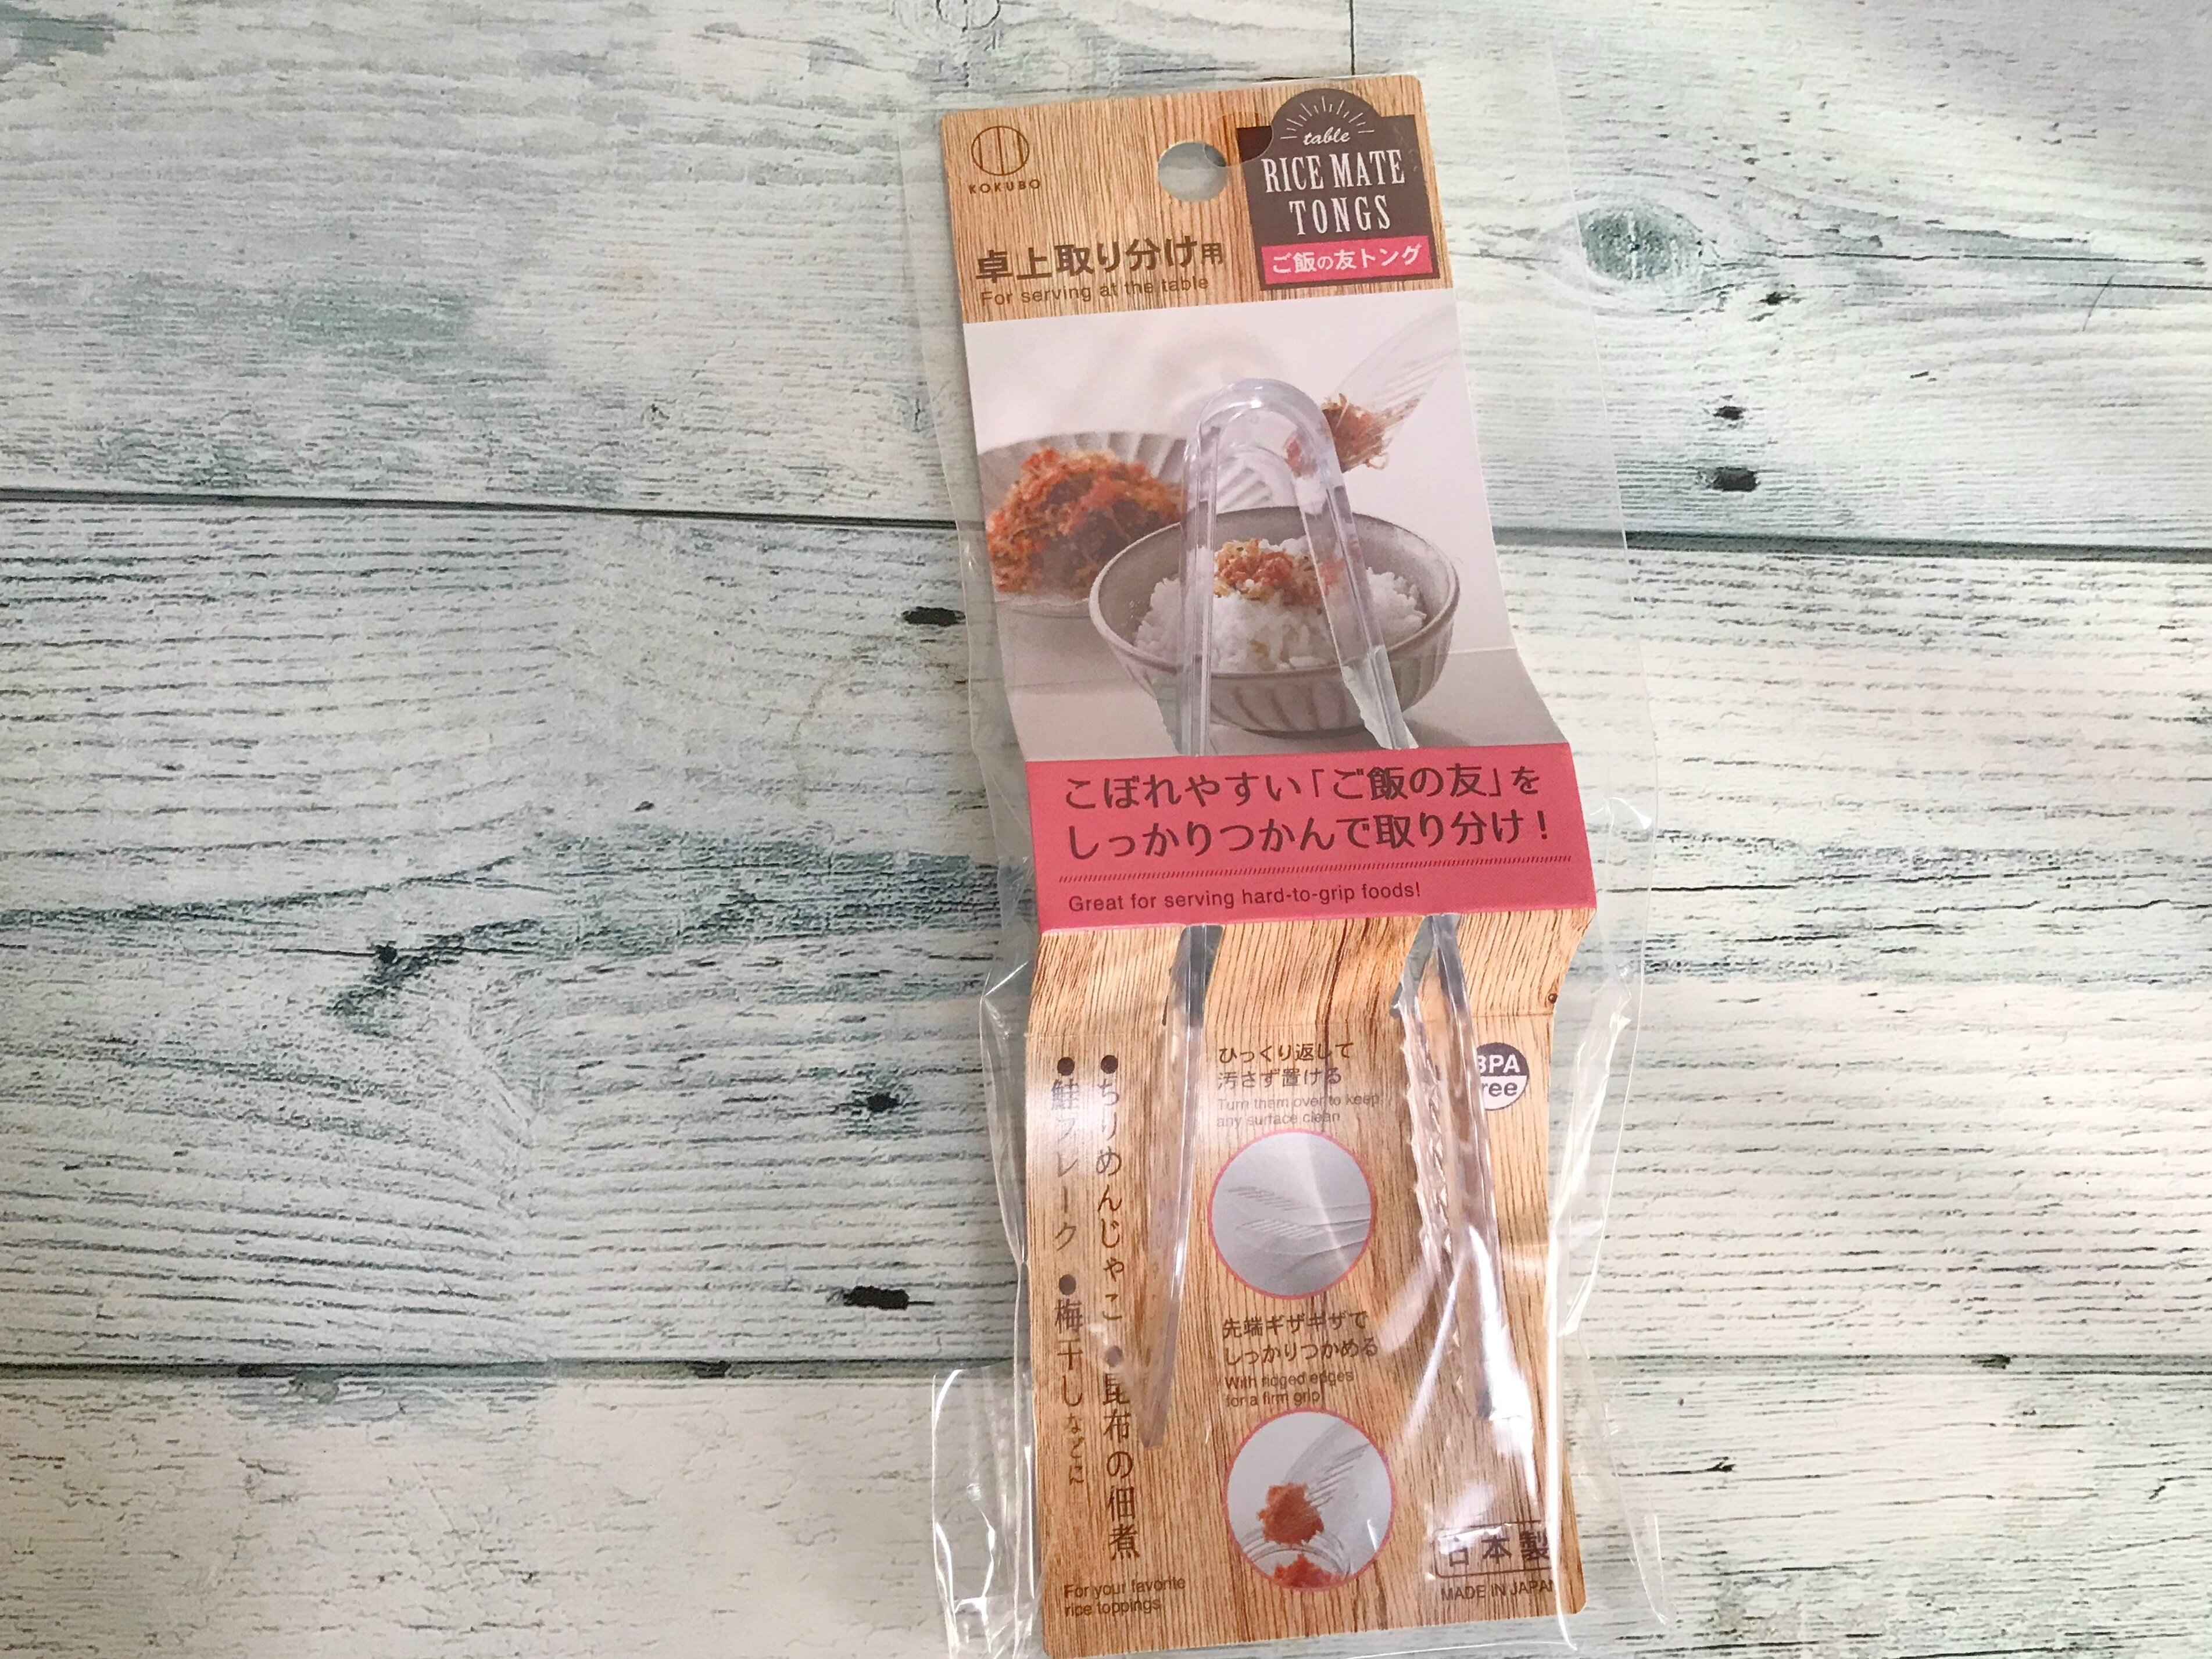 KOKUBO
table
RICE MATE
TONGS
ご飯の友トング
卓上取り分け用
For serving at the table
こぼれやすい「ご飯の友」を
しっかりつかんで取り分け!
Great for serving hard-to-grip foods!
●ちりめんじゃこ ●昆布の佃煮
●鮭フレーク ●梅干しなどに
For your favorite
rice toppings
ひっくり返して
汚さず置ける
Turn them over to keep
any surface clean
BPA
free
先端ギザギザで
しっかりつかめる
With ridged edges
for a firm grip
日本製
MADE IN JAPAN